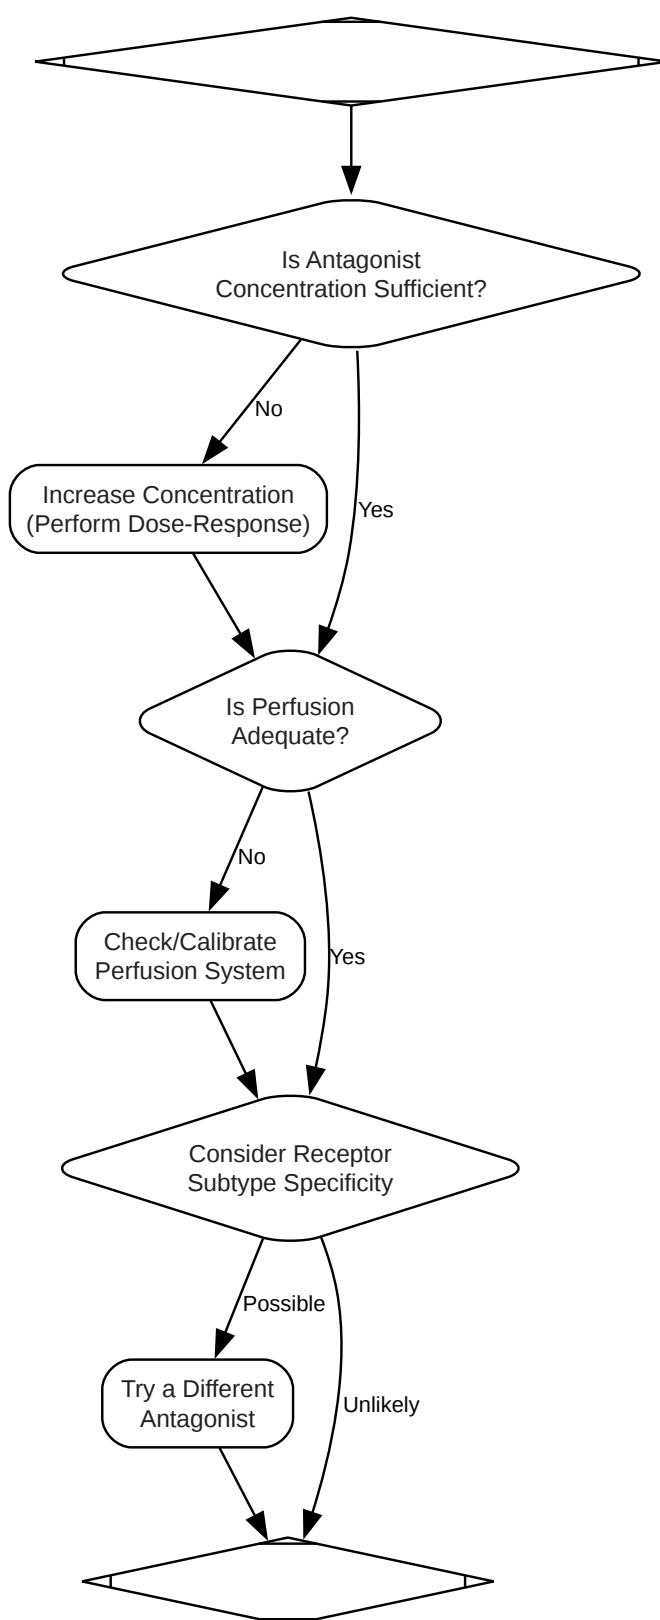 Is Antagonist
Concentration Sufficient?
No
Increase Concentration
(Perform Dose-Response)
Yes
Is Perfusion
Adequate?
No
Check/Calibrate
Perfusion System
Yes
Consider Receptor
Subtype Specificity
Possible
Try a Different
Antagonist
Unlikely